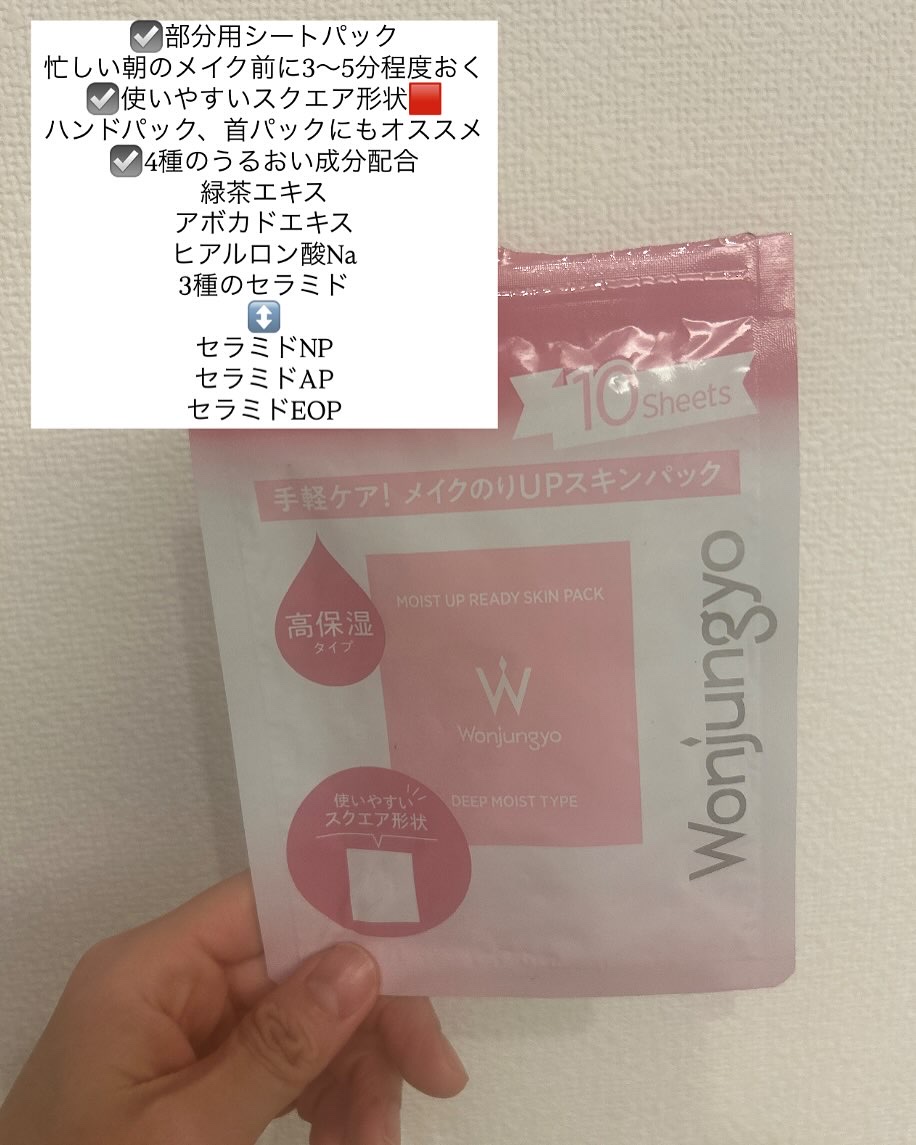 ☑部分用シートパック
忙しい朝のメイク前に3〜5分程度おく
☑使いやすいスクエア形状🟥
ハンドパック、首パックにもオススメ
☑4種のうるおい成分配合
緑茶エキス
アボカドエキス
ヒアルロン酸Na
3種のセラミド
↕️
セラミドNP
セラミドAP
セラミドEOP
10 Sheets
手軽ケア！メイクのりUPスキンパック
高保湿
タイプ
MOIST UP READY SKIN PACK
W
Wonjungyo
DEEP MOIST TYPE
使いやすい
スクエア形状
Wonjungyo